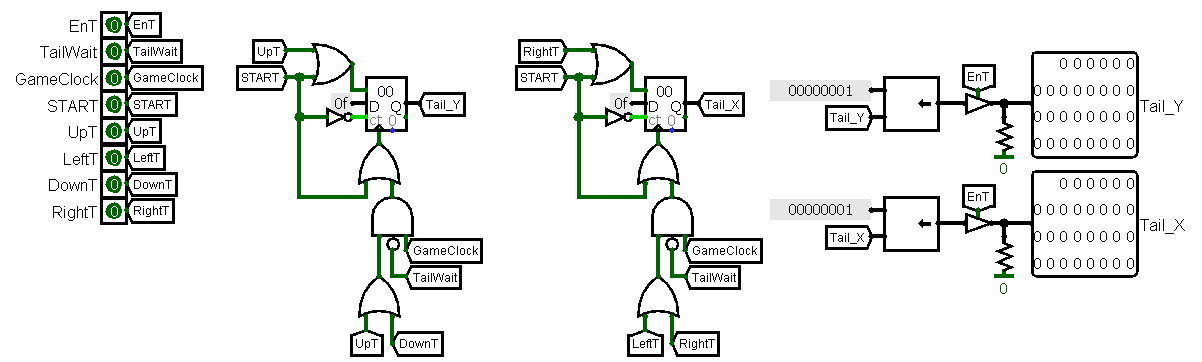 EnT 0 EnT
TailWait 0 TailWait
GameClock 0 GameClock
START 0 START
UpT 0 UpT
LeftT 0 LeftT
DownT 0 DownT
RightT 0 RightT
UpT
START
00
0f D Q
ct Q
Tail_Y
GameClock
TailWait
UpT DownT
RightT
START
00
0f D Q
ct Q
Tail_X
GameClock
TailWait
LeftT RightT
00000001
Tail_Y
EnT
0
0 0 0 0 0 0
0 0 0 0 0 0 0 0
0 0 0 0 0 0 0 0
0 0 0 0 0 0 0 0
Tail_Y
00000001
Tail_X
EnT
0
0 0 0 0 0 0
0 0 0 0 0 0 0 0
0 0 0 0 0 0 0 0
0 0 0 0 0 0 0 0
Tail_X